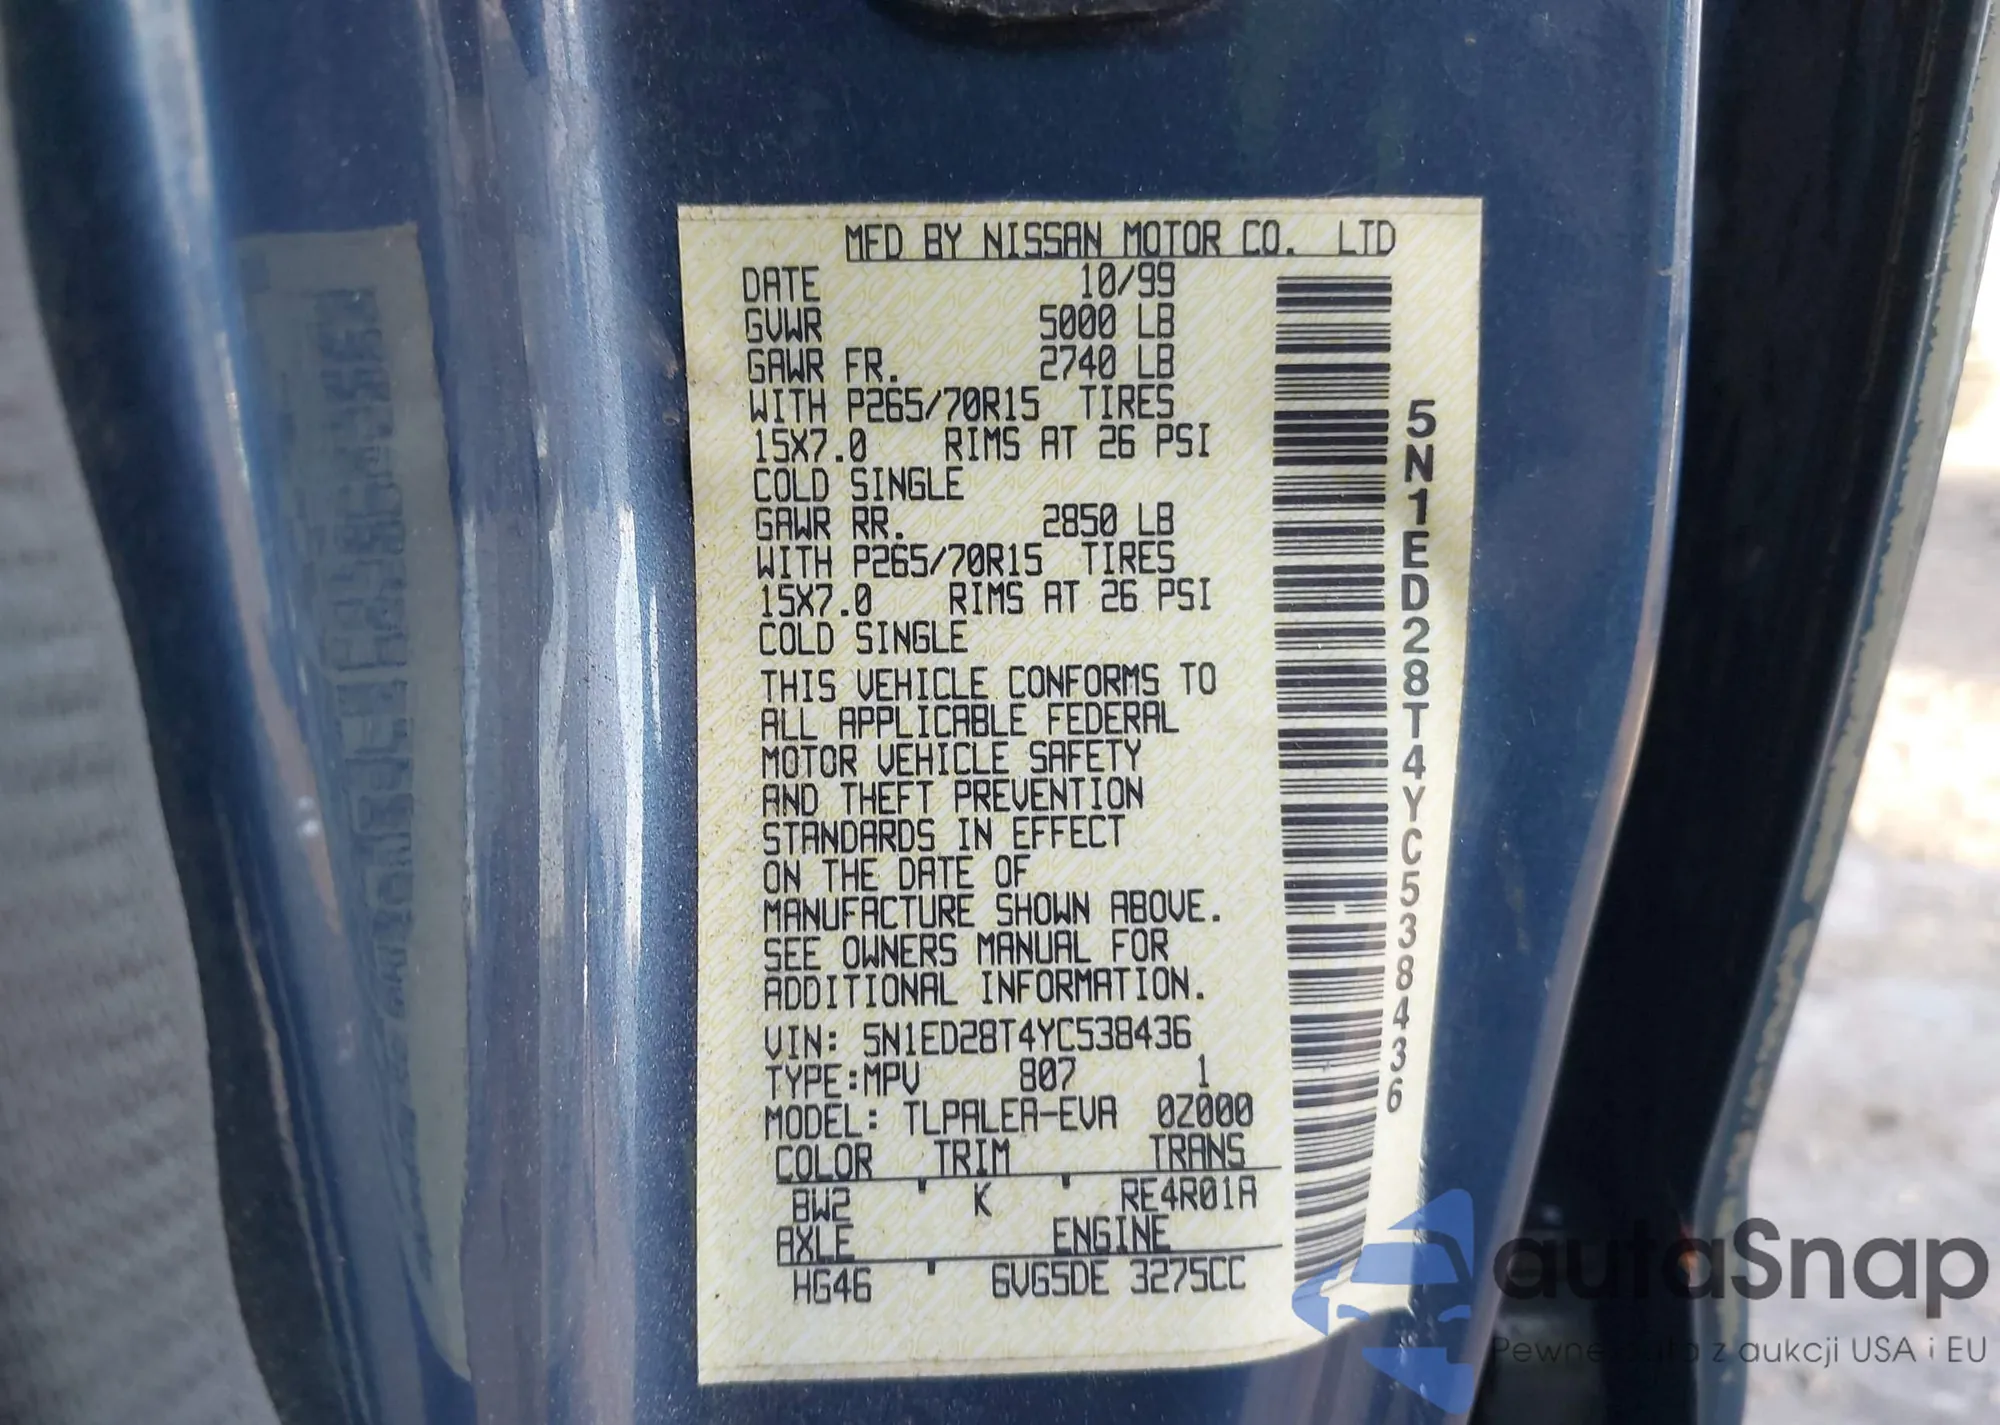 MFD BY NISSAN MOTOR CO. LTD
DATE 10/99
GVWR 5000 LB
GAWR FR. 2740 LB
WITH P265/70R15 TIRES
15X7.0 RIMS AT 26 PSI
COLD SINGLE
GAWR RR. 2850 LB
WITH P265/70R15 TIRES
15X7.0 RIMS AT 26 PSI
COLD SINGLE
THIS VEHICLE CONFORMS TO
ALL APPLICABLE FEDERAL
MOTOR VEHICLE SAFETY
AND THEFT PREVENTION
STANDARDS IN EFFECT
ON THE DATE OF
MANUFACTURE SHOWN ABOVE.
SEE OWNERS MANUAL FOR
ADDITIONAL INFORMATION.
VIN: 5N1ED28T4YC538436
TYPE:MPV 807 1
MODEL: TLPALEA-EVA 0Z000
COLOR TRIM TRANS
BW2 K RE4R01A
AXLE ENGINE
HG46 6VG5DE 3275CC
5N1ED28T4YC538436
autaSnap
Pewne auta z aukcji USA i EU